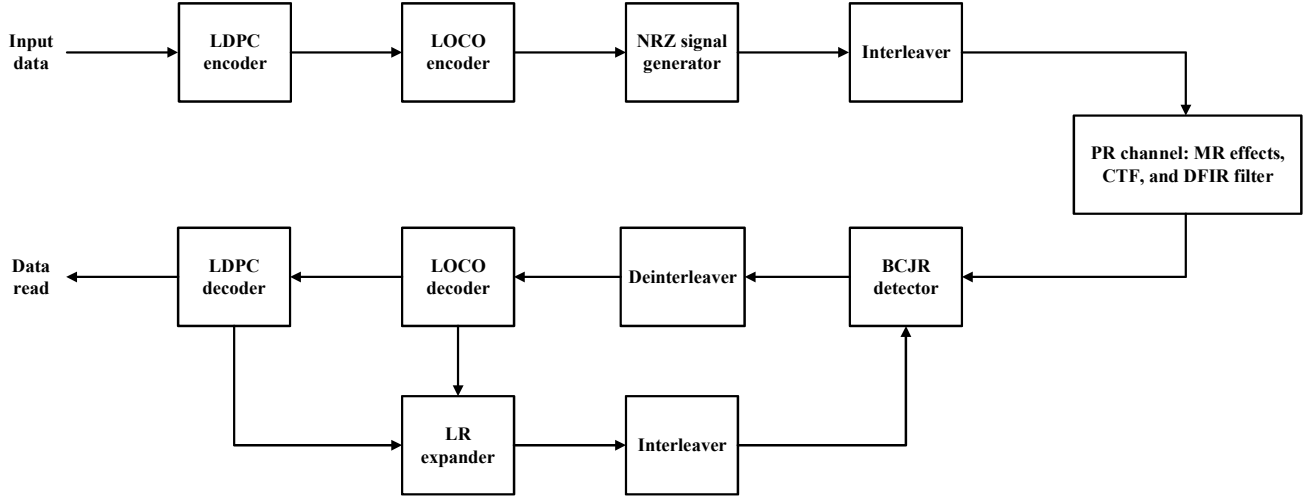 Input
data
LDPC
encoder
LOCO
encoder
NRZ signal
generator
Interleaver
PR channel: MR effects,
CTF, and DFIR filter
Data
read
LDPC
decoder
LOCO
decoder
Deinterleaver
BCJR
detector
LR
expander
Interleaver